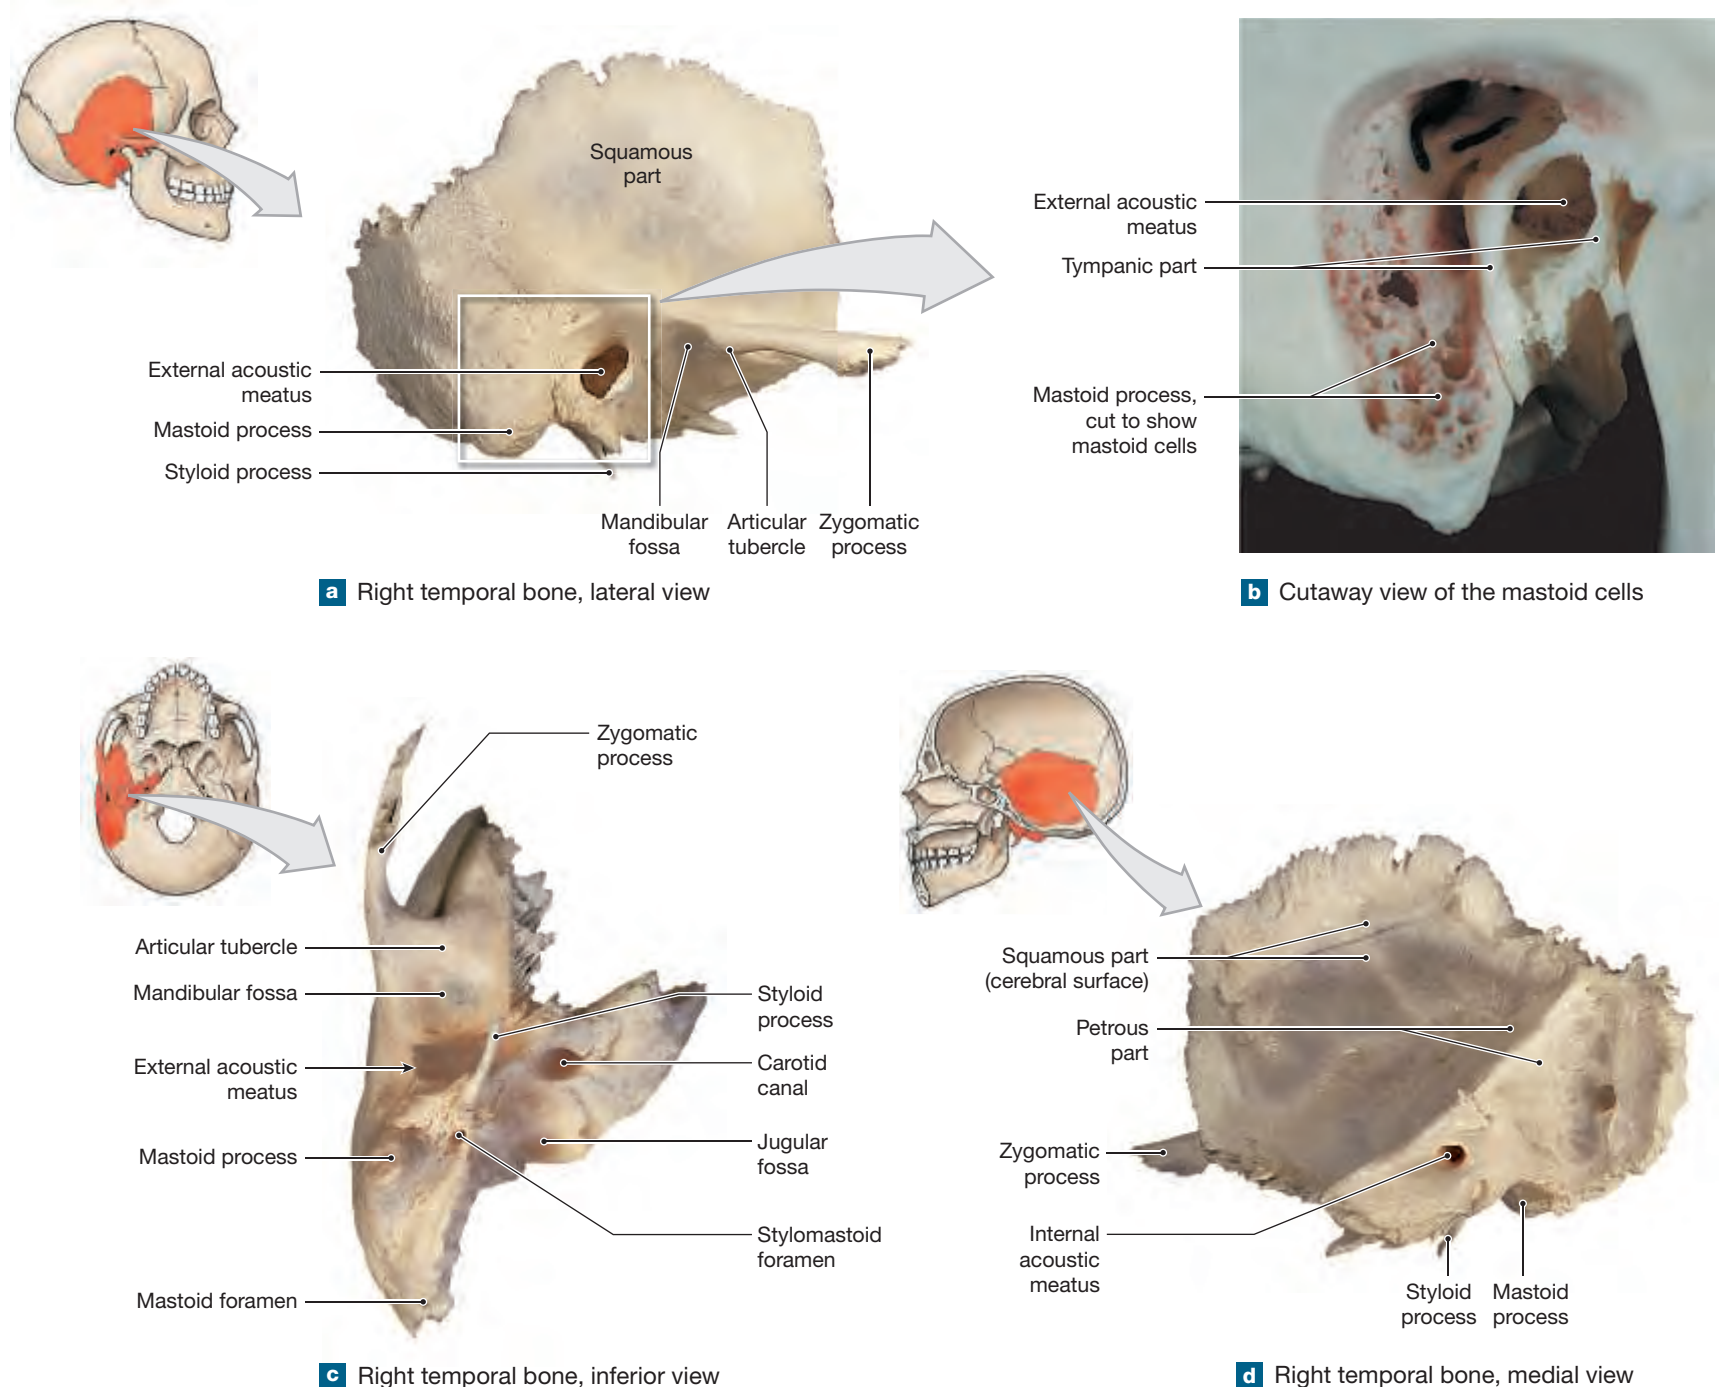 Squamous
part
External acoustic
meatus
Mastoid process
Styloid process
Mandibular
fossa
Articular
tubercle
Zygomatic
process
a Right temporal bone, lateral view
External acoustic
meatus
Tympanic part
Mastoid process,
cut to show
mastoid cells
b Cutaway view of the mastoid cells
Zygomatic
process
Articular tubercle
Mandibular fossa
External acoustic
meatus
Mastoid process
Mastoid foramen
Styloid
process
Carotid
canal
Jugular
fossa
Stylomastoid
foramen
c Right temporal bone, inferior view
Squamous part
(cerebral surface)
Petrous
part
Zygomatic
process
Internal
acoustic
meatus
Styloid
process
Mastoid
process
d Right temporal bone, medial view